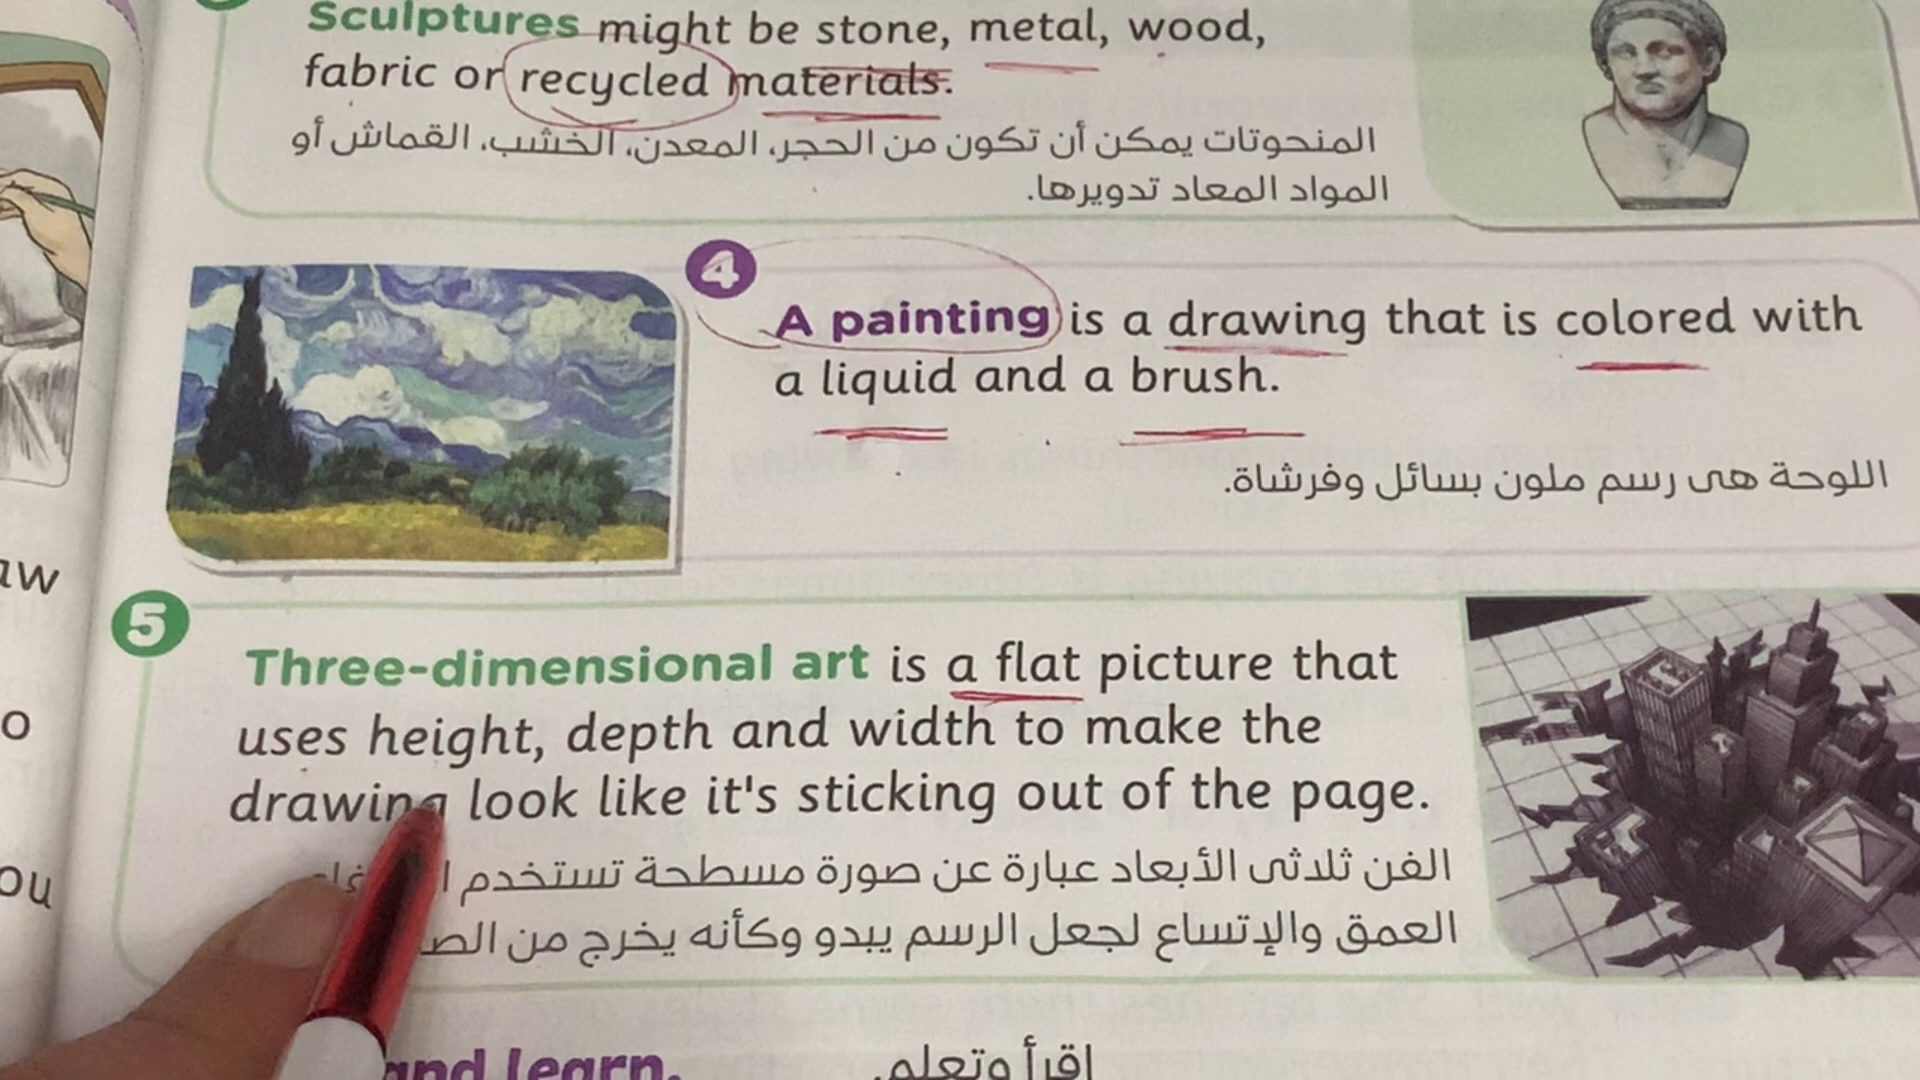 Sculptures might be stone, metal, wood,
fabric or recycled materials.
المنحوتات يمكن أن تكون من الحجر، المعدن، الخشب، القماش أو
المواد المعاد تدويرها.
4
A painting is a drawing that is colored with
a liquid and a brush.
اللوحة هى رسم ملون بسائل وفرشاة.
aw
5
Three-dimensional art is a flat picture that
uses height, depth and width to make the
drawing look like it's sticking out of the page.
o
ou
الفن ثلاثى الأبعاد عبارة عن صورة مسطحة تستخدم
العمق والإتساع لجعل الرسم يبدو وكأنه يخرج من
and learn.
اقرأ وتعلم.